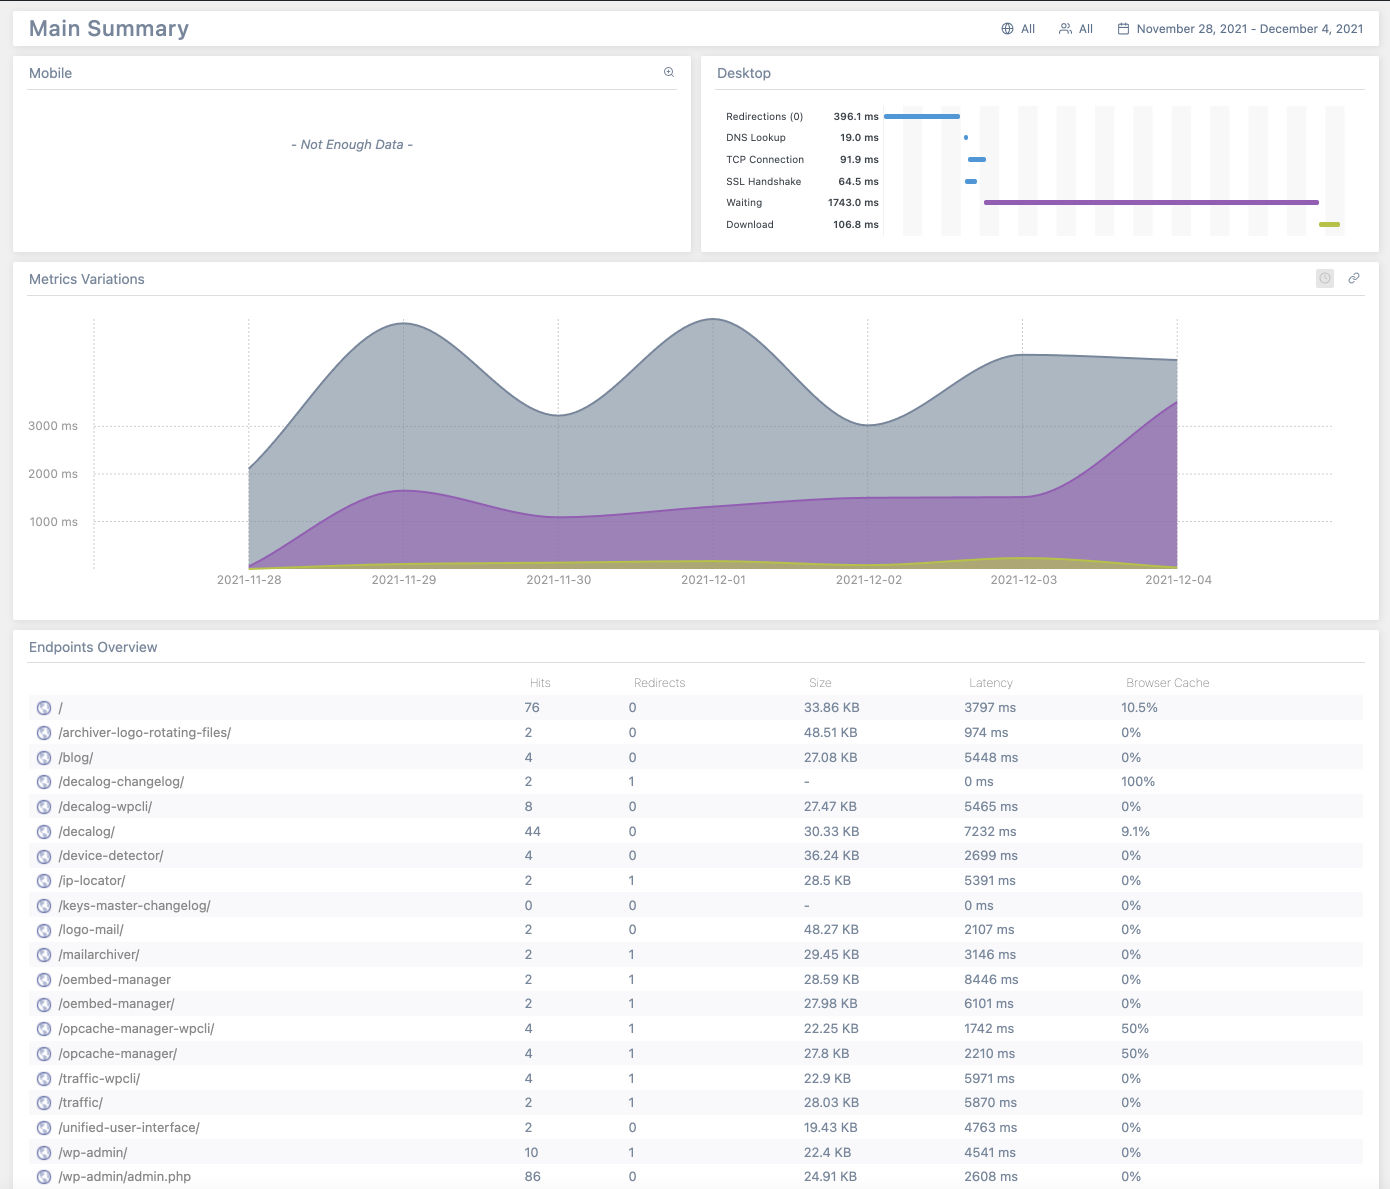 Main Summary
All All November 28, 2021 - December 4, 2021
Mobile
- Not Enough Data -
Desktop
Redirections (0) 396.1 ms
DNS Lookup 19.0 ms
TCP Connection 91.9 ms
SSL Handshake 64.5 ms
Waiting 1743.0 ms
Download 106.8 ms
Metrics Variations
3000 ms
2000 ms
1000 ms
2021-11-28 2021-11-29 2021-11-30 2021-12-01 2021-12-02 2021-12-03 2021-12-04
Endpoints Overview
Hits Redirects Size Latency Browser Cache
/ 76 0 33.86 KB 3797 ms 10.5%
/archiver-logo-rotating-files/ 2 0 48.51 KB 974 ms 0%
/blog/ 4 0 27.08 KB 5448 ms 0%
/decalog-changelog/ 2 1 - 0 ms 100%
/decalog-wpcli/ 8 0 27.47 KB 5465 ms 0%
/decalog/ 44 0 30.33 KB 7232 ms 9.1%
/device-detector/ 4 0 36.24 KB 2699 ms 0%
/ip-locator/ 2 1 28.5 KB 5391 ms 0%
/keys-master-changelog/ 0 0 - 0 ms 0%
/logo-mail/ 2 0 48.27 KB 2107 ms 0%
/mailarchiver/ 2 1 29.45 KB 3146 ms 0%
/oembed-manager 2 1 28.59 KB 8446 ms 0%
/oembed-manager/ 2 1 27.98 KB 6101 ms 0%
/opcache-manager-wpcli/ 4 1 22.25 KB 1742 ms 50%
/opcache-manager/ 4 1 27.8 KB 2210 ms 50%
/traffic-wpcli/ 4 1 22.9 KB 5971 ms 0%
/traffic/ 2 1 28.03 KB 5870 ms 0%
/unified-user-interface/ 2 0 19.43 KB 4763 ms 0%
/wp-admin/ 10 1 22.4 KB 4541 ms 0%
/wp-admin/admin.php 86 0 24.91 KB 2608 ms 0%